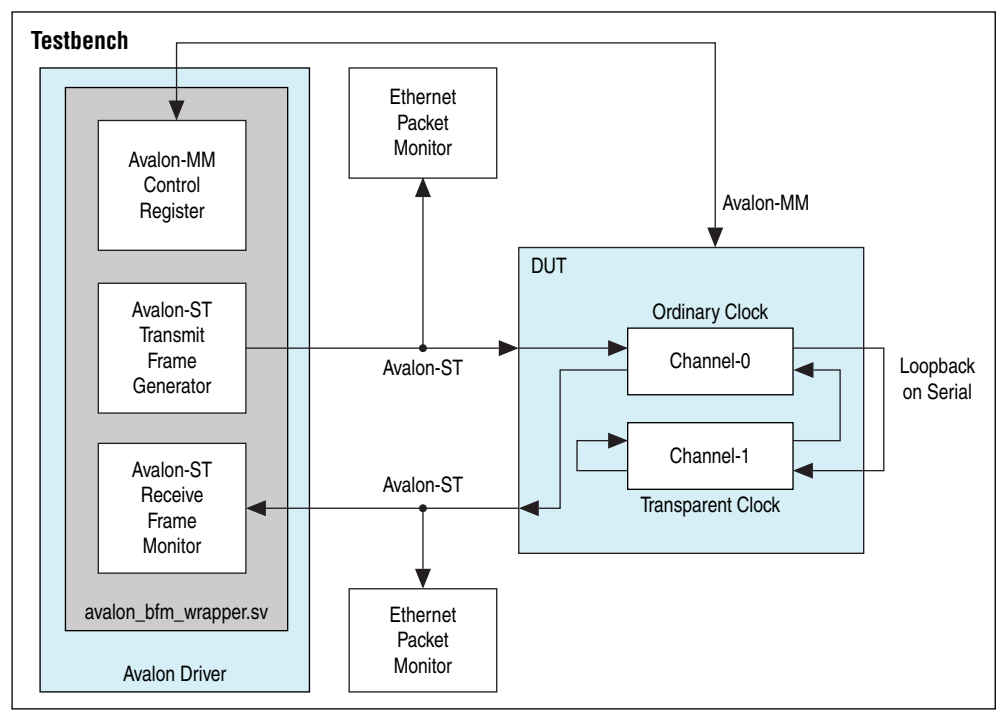 Testbench
Avalon-MM
Control
Register
Avalon-ST
Transmit
Frame
Generator
Avalon-ST
Receive
Frame
Monitor
avalon_bfm_wrapper.sv
Avalon Driver
Ethernet
Packet
Monitor
Avalon-ST
Avalon-ST
Ethernet
Packet
Monitor
Avalon-MM
DUT
Ordinary Clock
Channel-0
Channel-1
Transparent Clock
Loopback
on Serial